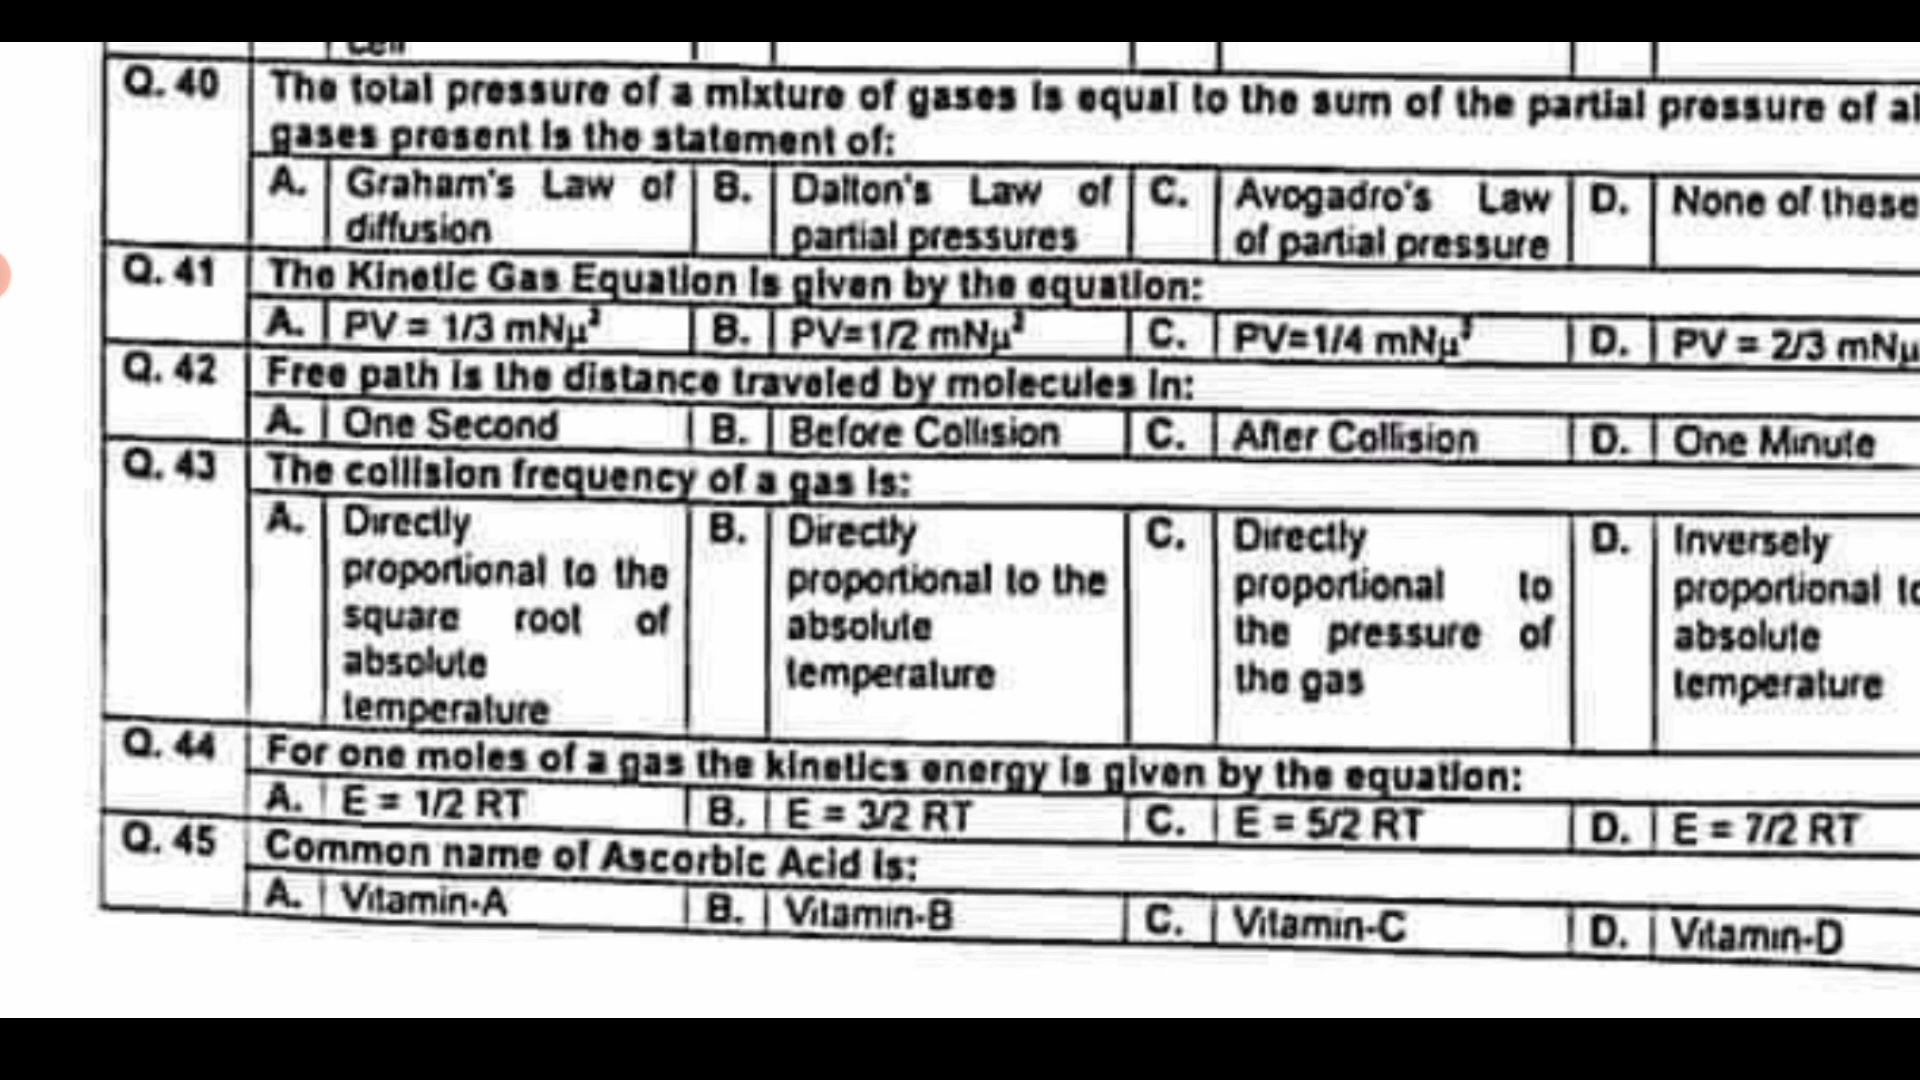 cell
Q. 40 The total pressure of a mixture of gases is equal to the sum of the partial pressure of
gases present is the statement of:
A. Graham's Law of diffusion B. Dalton's Law of partial pressures C. Avogadro's Law of partial pressure D. None of these
Q. 41 The Kinetic Gas Equation is given by the equation:
A. PV = 1/3 mNμ² B. PV=1/2 mNμ² C. PV=1/4 mNμ² D. PV = 2/3 mNμ
Q. 42 Free path is the distance traveled by molecules in:
A. One Second B. Before Collision C. After Collision D. One Minute
Q. 43 The collision frequency of a gas is:
A. Directly proportional to the square root of absolute temperature B. Directly proportional to the absolute temperature C. Directly proportional to the pressure of the gas D. Inversely proportional to absolute temperature
Q. 44 For one moles of a gas the kinetics energy is given by the equation:
A. E = 1/2 RT B. E = 3/2 RT C. E = 5/2 RT D. E = 7/2 RT
Q. 45 Common name of Ascorbic Acid is:
A. Vitamin-A B. Vitamin-B C. Vitamin-C D. Vitamin-D